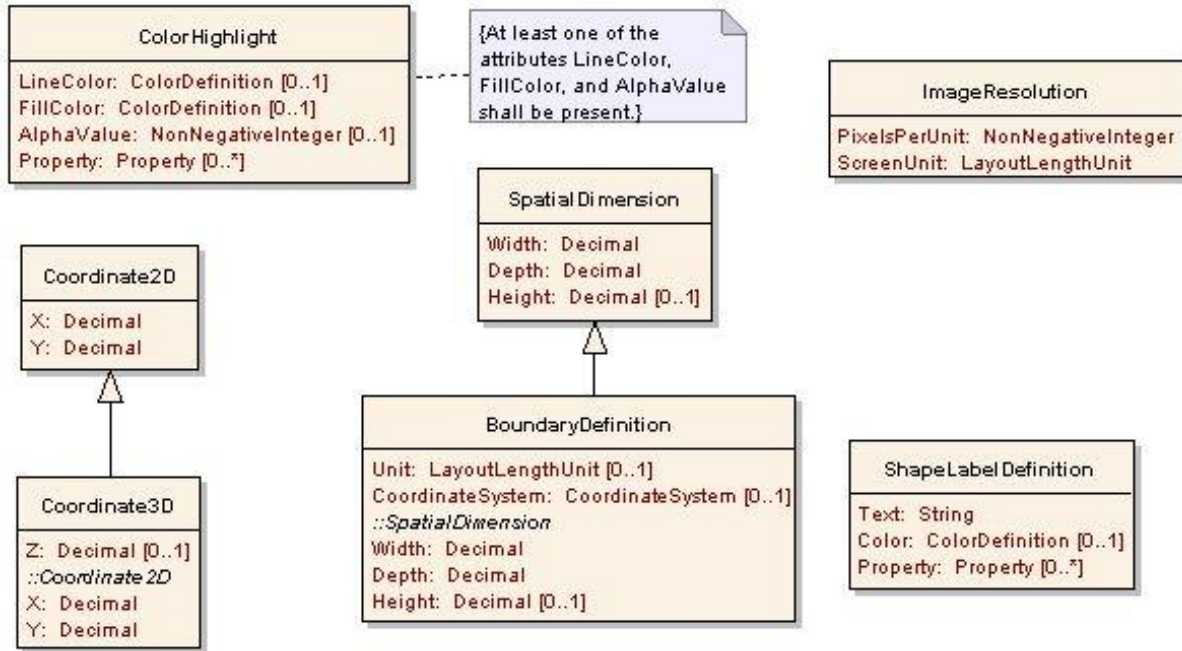 ColorHighlight
LineColor: ColorDefinition [0..1]
FillColor: ColorDefinition [0..1]
AlphaValue: NonNegativeInteger [0..1]
Property: Property [0..*]
{At least one of the
attributes LineColor,
FillColor, and AlphaValue
shall be present.}
ImageResolution
PixelsPerUnit: NonNegativeInteger
ScreenUnit: LayoutLengthUnit
SpatialDimension
Width: Decimal
Depth: Decimal
Height: Decimal [0..1]
Coordinate2D
X: Decimal
Y: Decimal
BoundaryDefinition
Unit: LayoutLengthUnit [0..1]
CoordinateSystem: CoordinateSystem [0..1]
::SpatialDimension
Width: Decimal
Depth: Decimal
Height: Decimal [0..1]
ShapeLabelDefinition
Text: String
Color: ColorDefinition [0..1]
Property: Property [0..*]
Coordinate3D
Z: Decimal [0..1]
::Coordinate2D
X: Decimal
Y: Decimal